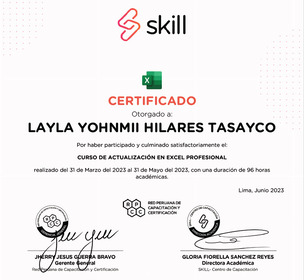 skill
CERTIFICADO
Otorgado a:
LAYLA YOHNMII HILARES TASAYCO
Por haber participado y culminado satisfactoriamente el:
CURSO DE ACTUALIZACIÓN EN EXCEL PROFESIONAL
realizado del 31 de Marzo del 2023 al 31 de Mayo del 2023, con una duración de 96 horas
académicas.
Lima, Junio 2023
RED PERUANA DE
CAPACITACIÓN Y
CERTIFICACIÓN
JHERRY JESUS GUERRA BRAVO
Gerente General
Red Peruana de Capacitación y Certificación
GLORIA FIORELLA SANCHEZ REYES
Directora Académica
SKILL- Centro de Capacitación